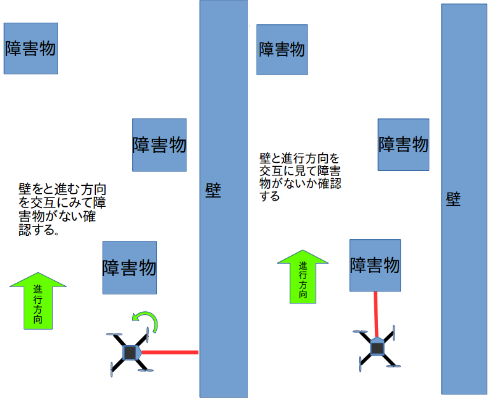 障害物
障害物
壁
壁をと進む方向
を交互にみて障
害物がない確
認する。
障害物
進行方向
障害物
障害物
壁と進行方向を
交互に見て障害
物がないか確認
する
壁
障害物
進行方向